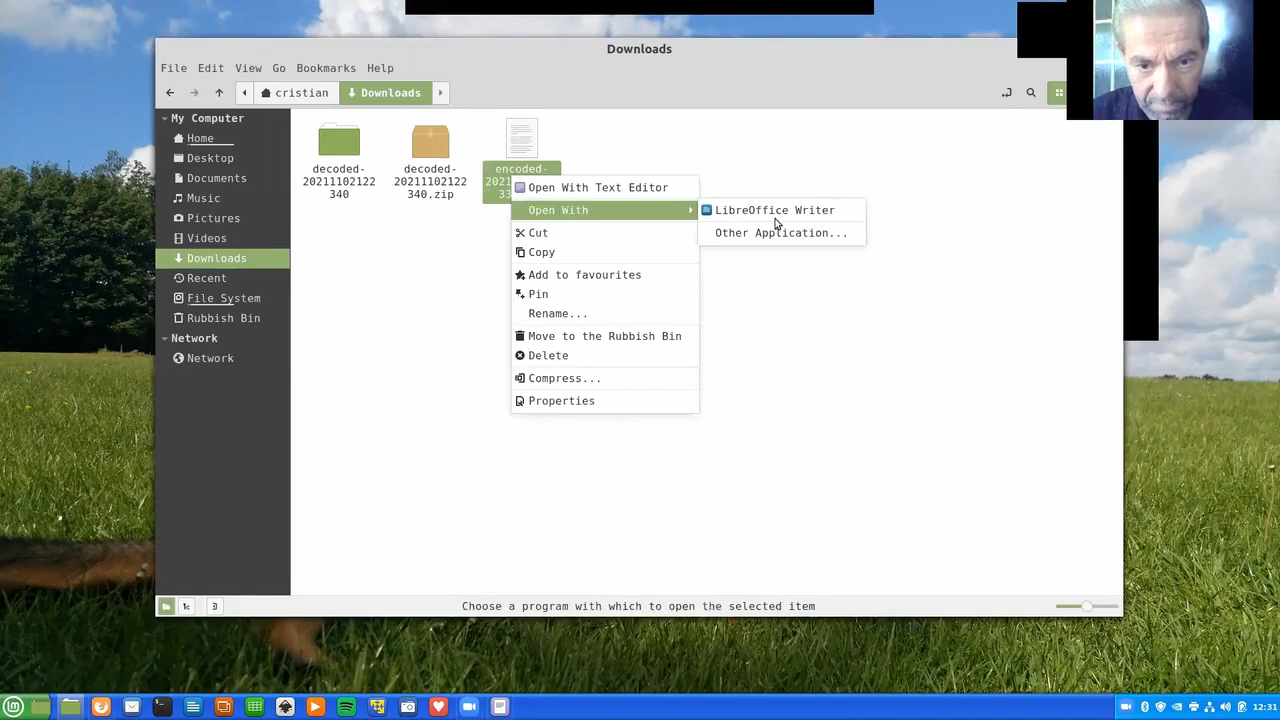 Downloads
File Edit View Go Bookmarks Help
cristian Downloads
My Computer
Home
Desktop
Documents
Music
Pictures
Videos
Downloads
Recent
File System
Rubbish Bin
Network
Network
decoded-
20211102122
340
decoded-
20211102122
340.zip
encoded-
Open With Text Editor
Open With
Cut
Copy
Add to favourites
Pin
Rename...
Move to the Rubbish Bin
Delete
Compress...
Properties
LibreOffice Writer
Other Application...
Choose a program with which to open the selected item
12:31